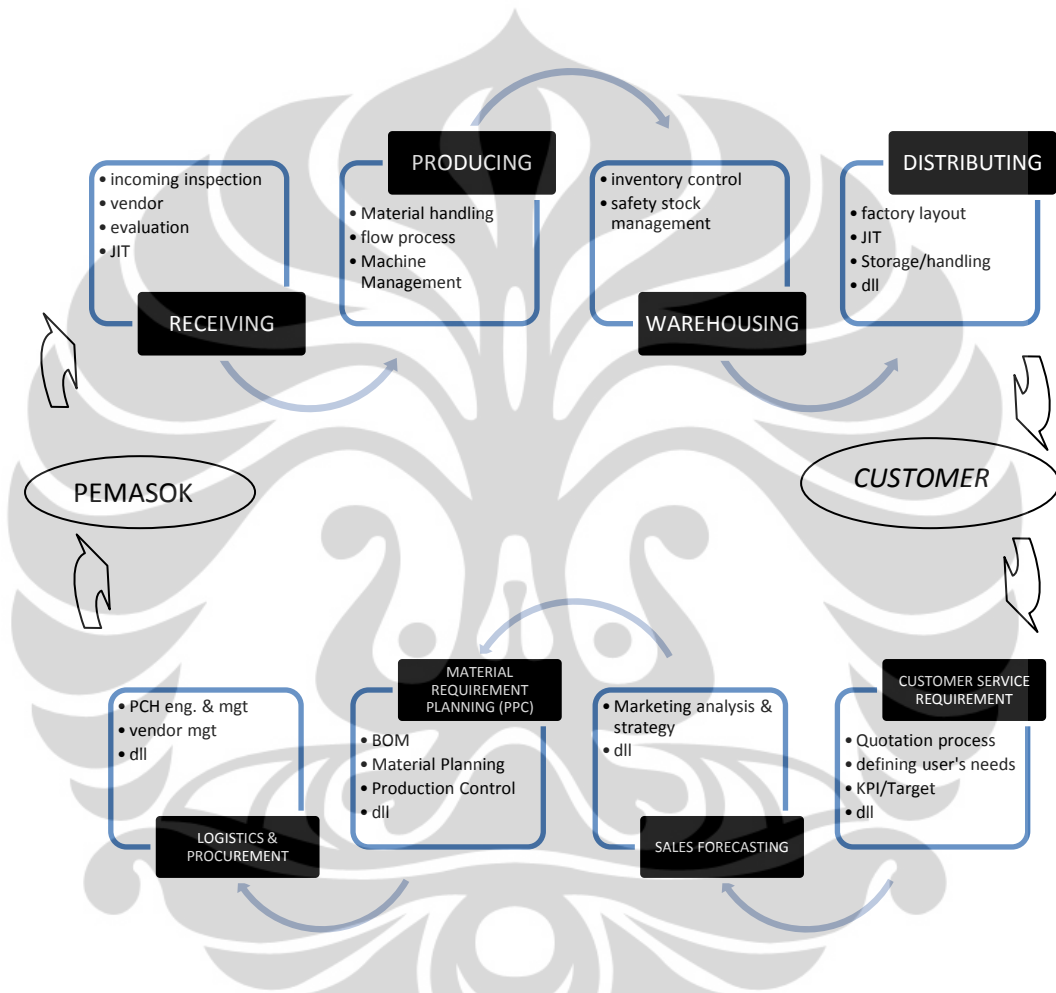 PRODUCING
DISTRIBUTING
• incoming inspection
• vendor
• evaluation
• JIT
RECEIVING
• Material handling
• flow process
• Machine
Management
• inventory control
• safety stock
management
WAREHOUSING
• factory layout
• JIT
• Storage/handling
• dll
PEMASOK
CUSTOMER
• PCH eng. & mgt
• vendor mgt
• dll
LOGISTICS &
PROCUREMENT
MATERIAL
REQUIREMENT
PLANNING (PPC)
• BOM
• Material Planning
• Production Control
• dll
• Marketing analysis &
strategy
• dll
SALES FORECASTING
CUSTOMER SERVICE
REQUIREMENT
• Quotation process
• defining user's needs
• KPI/Target
• dll